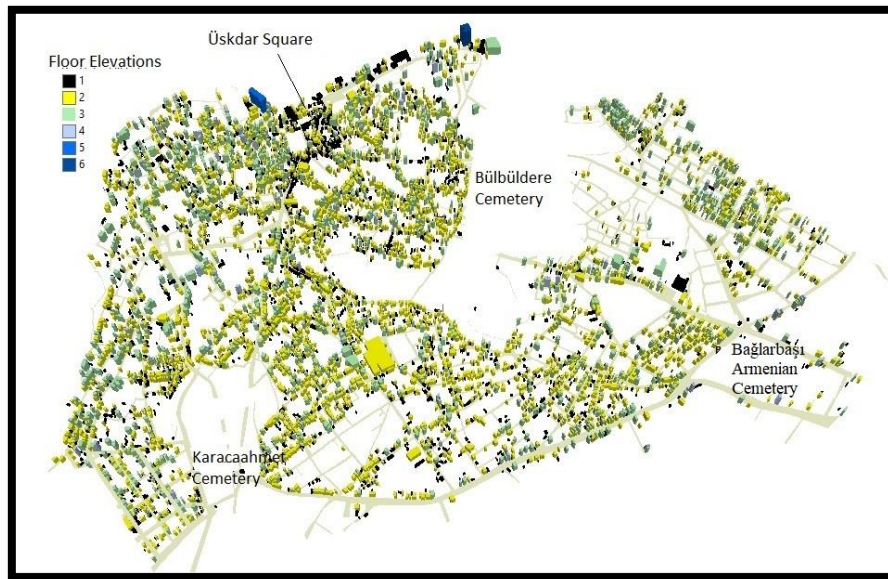 Üskdar Square
Floor Elevations
1
2
3
4
5
6
Bülbüldere
Cemetery
Bağlarbaşı
Armenian
Cemetery
Karacaahmet
Cemetery